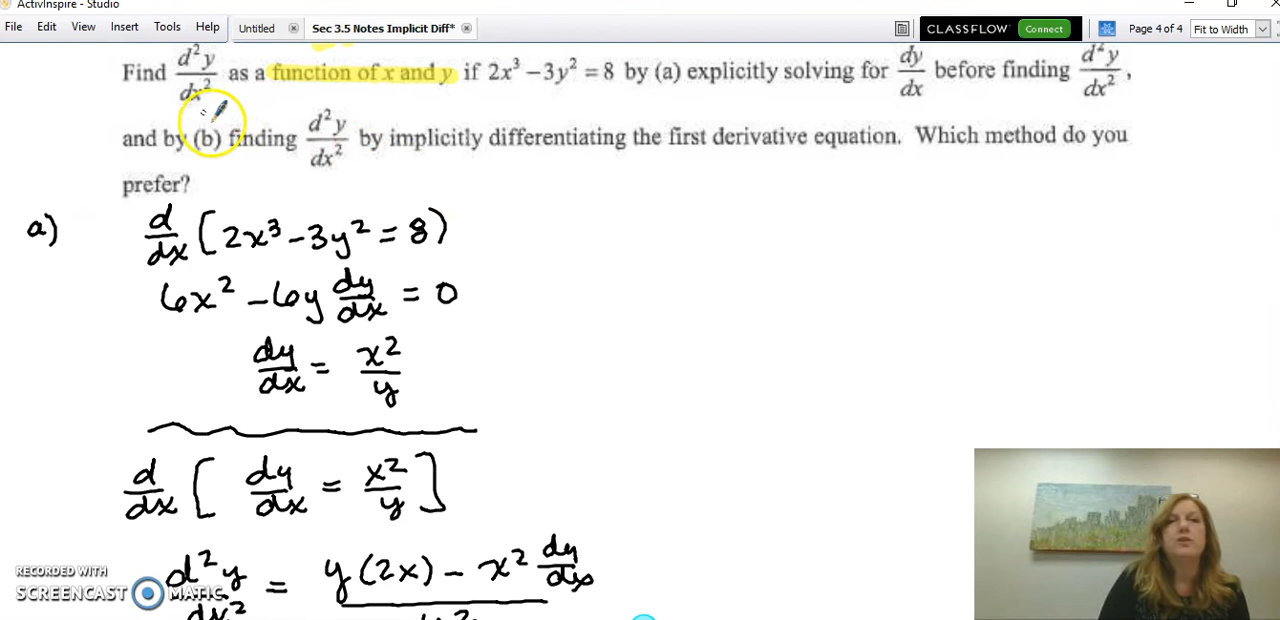 ActivInspire - Studio
File Edit View Insert Tools Help Untitled Sec 3.5 Notes Implicit Diff* CLASSFLOW Connect Page 4 of 4 Fit to Width
Find d²y/dx² as a function of x and y if 2x³ − 3y² = 8 by (a) explicitly solving for dy/dx before finding d²y/dx²,
and by (b) finding d²y/dx² by implicitly differentiating the first derivative equation. Which method do you
prefer?
a) d/dx (2x³ − 3y² = 8)
6x² − 6y dy/dx = 0
dy/dx = x²/y
d/dx [ dy/dx = x²/y ]
d²y/dx² = y(2x) − x² dy/dx
RECORDED WITH
SCREENCAST MATIC